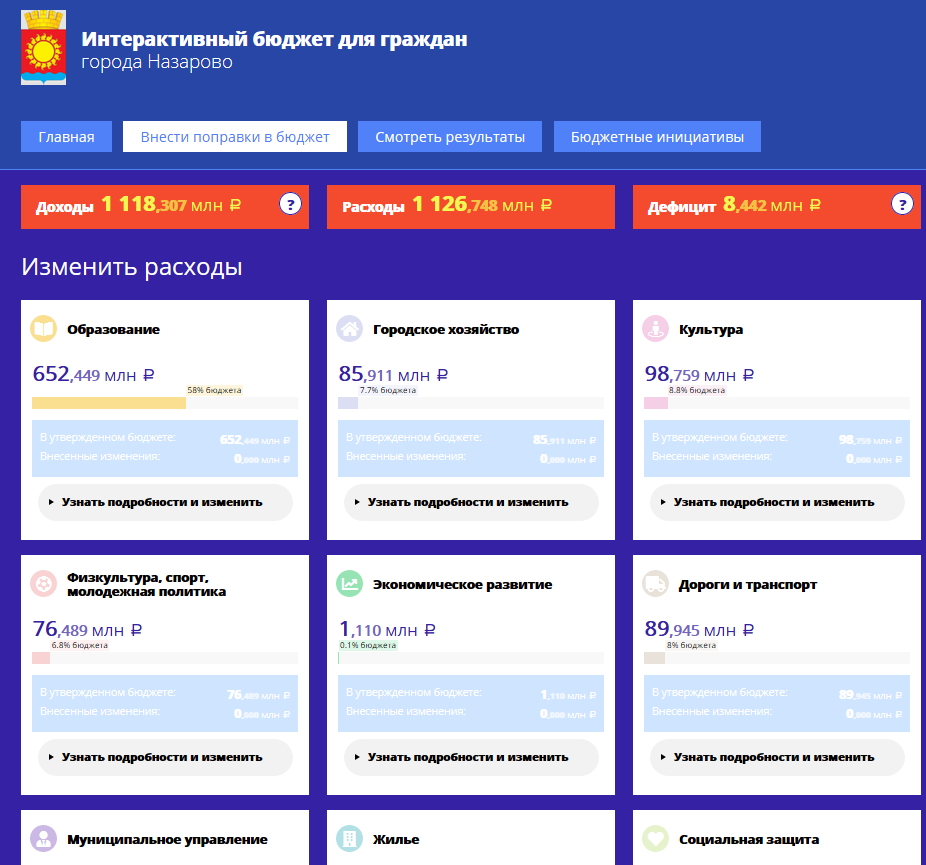 Интерактивный бюджет для граждан
города Назарово
Главная
Внести поправки в бюджет
Смотреть результаты
Бюджетные инициативы
Доходы 1 118,307 млн ₽ ?
Расходы 1 126,748 млн ₽
Дефицит 8,442 млн ₽ ?
Изменить расходы
Образование
652,449 млн ₽
58% бюджета
В утвержденном бюджете: 652,449 млн ₽
Внесенные изменения: 0,000 млн ₽
Узнать подробности и изменить
Городское хозяйство
85,911 млн ₽
7.7% бюджета
В утвержденном бюджете: 85,911 млн ₽
Внесенные изменения: 0,000 млн ₽
Узнать подробности и изменить
Культура
98,759 млн ₽
8.8% бюджета
В утвержденном бюджете: 98,759 млн ₽
Внесенные изменения: 0,000 млн ₽
Узнать подробности и изменить
Физкультура, спорт,
молодежная политика
76,489 млн ₽
6.8% бюджета
В утвержденном бюджете: 76,489 млн ₽
Внесенные изменения: 0,000 млн ₽
Узнать подробности и изменить
Экономическое развитие
1,110 млн ₽
0.1% бюджета
В утвержденном бюджете: 1,110 млн ₽
Внесенные изменения: 0,000 млн ₽
Узнать подробности и изменить
Дороги и транспорт
89,945 млн ₽
8% бюджета
В утвержденном бюджете: 89,945 млн ₽
Внесенные изменения: 0,000 млн ₽
Узнать подробности и изменить
Муниципальное управление
Жилье
Социальная защита